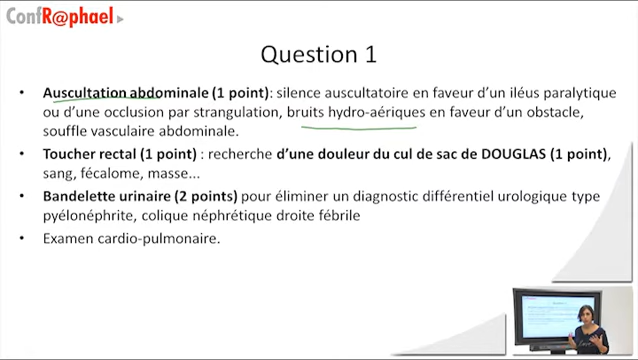 ConfR@phael
Question 1
• Auscultation abdominale (1 point): silence auscultatoire en faveur d'un iléus paralytique
ou d'une occlusion par strangulation, bruits hydro-aériques en faveur d'un obstacle,
souffle vasculaire abdominale.
• Toucher rectal (1 point) : recherche d'une douleur du cul de sac de DOUGLAS (1 point),
sang, fécalome, masse...
• Bandelette urinaire (2 points) pour éliminer un diagnostic différentiel urologique type
pyélonéphrite, colique néphrétique droite fébrile
• Examen cardio-pulmonaire.